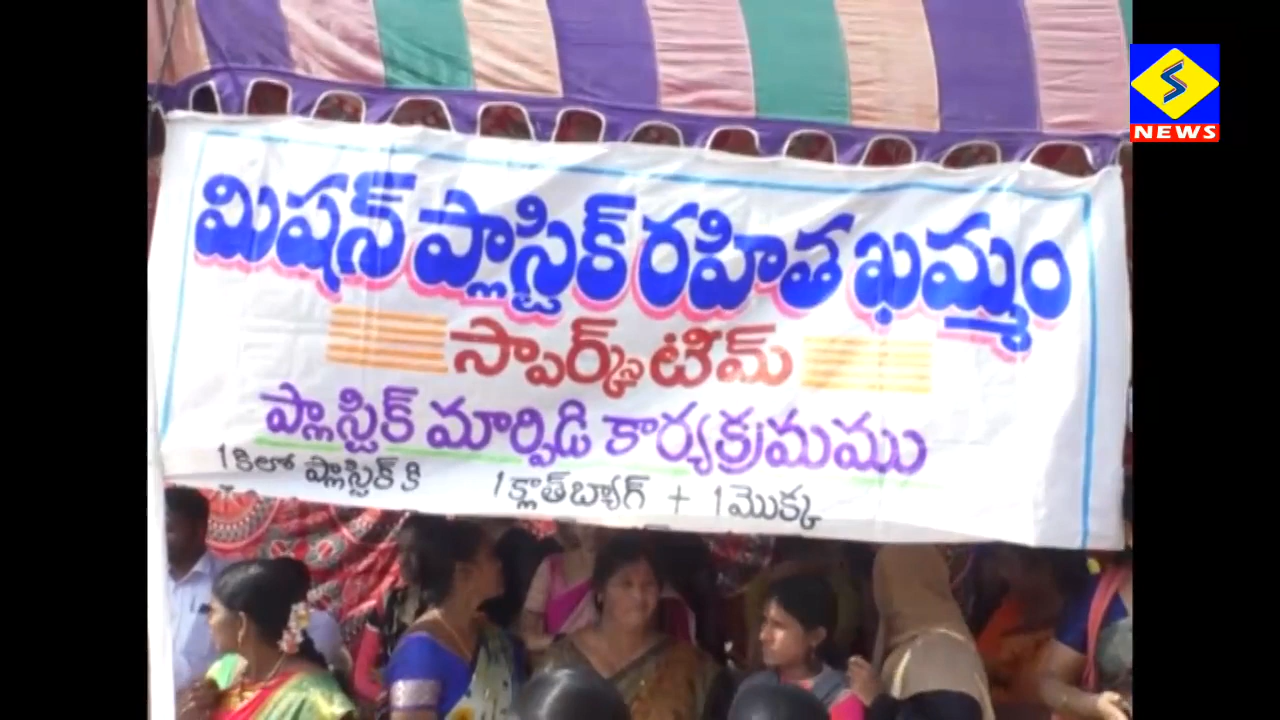 మిషన్ ప్లాస్టిక్ రహిత ఖమ్మం
స్పార్క్స్ టీమ్
ప్లాస్టిక్ మార్పిడి కార్యక్రమము
1 కిలో ప్లాస్టిక్ కి 1 క్లాత్ బ్యాగ్ + 1 మొక్క
S
NEWS